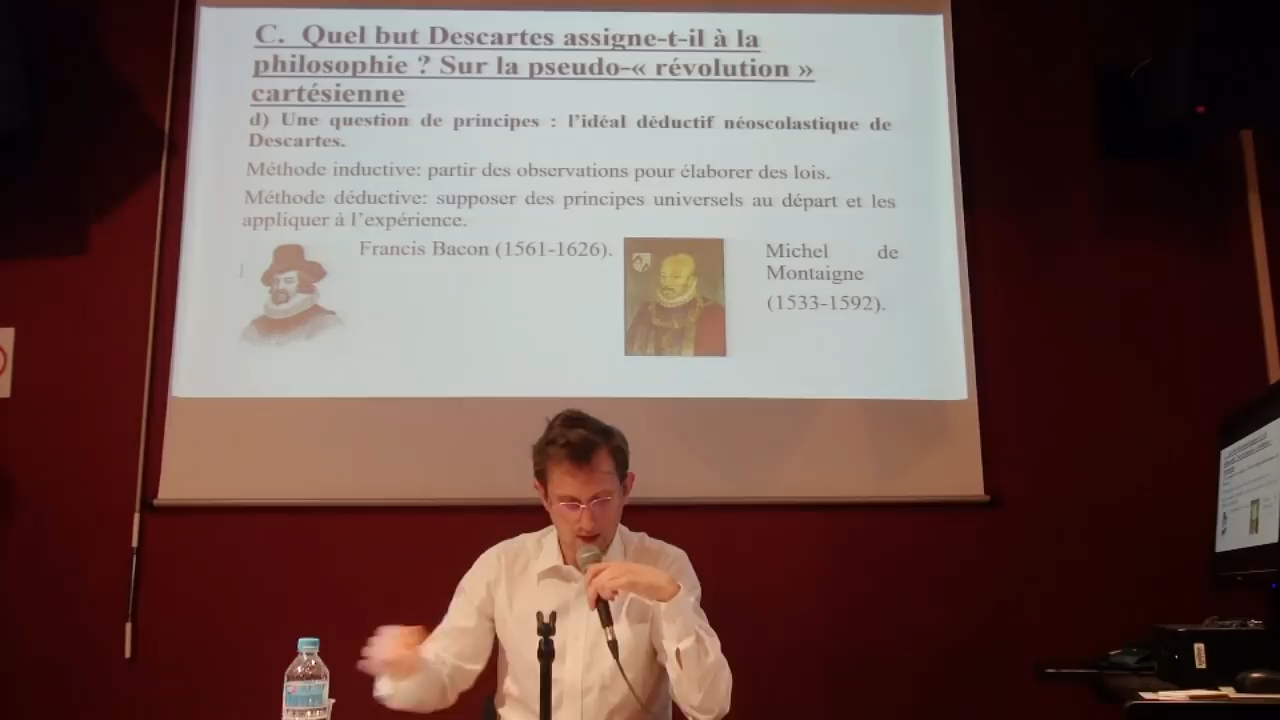 C. Quel but Descartes assigne-t-il à la
philosophie ? Sur la pseudo-« révolution »
cartésienne
d) Une question de principes : l’idéal déductif néoscolastique de
Descartes.
Méthode inductive: partir des observations pour élaborer des lois.
Méthode déductive: supposer des principes universels au départ et les
appliquer à l’expérience.
Francis Bacon (1561-1626).
Michel de
Montaigne
(1533-1592).